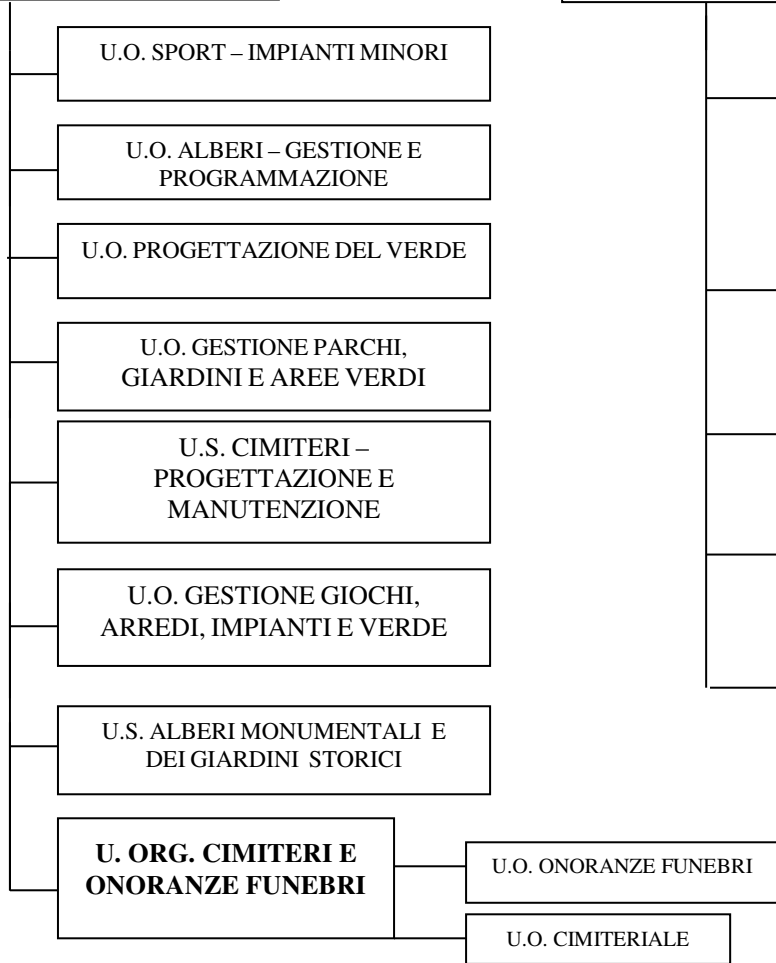 U.O. SPORT – IMPIANTI MINORI
U.O. ALBERI – GESTIONE E
PROGRAMMAZIONE
U.O. PROGETTAZIONE DEL VERDE
U.O. GESTIONE PARCHI,
GIARDINI E AREE VERDI
U.S. CIMITERI –
PROGETTAZIONE E
MANUTENZIONE
U.O. GESTIONE GIOCHI,
ARREDI, IMPIANTI E VERDE
U.S. ALBERI MONUMENTALI E
DEI GIARDINI STORICI
U. ORG. CIMITERI E
ONORANZE FUNEBRI
U.O. ONORANZE FUNEBRI
U.O. CIMITERIALE